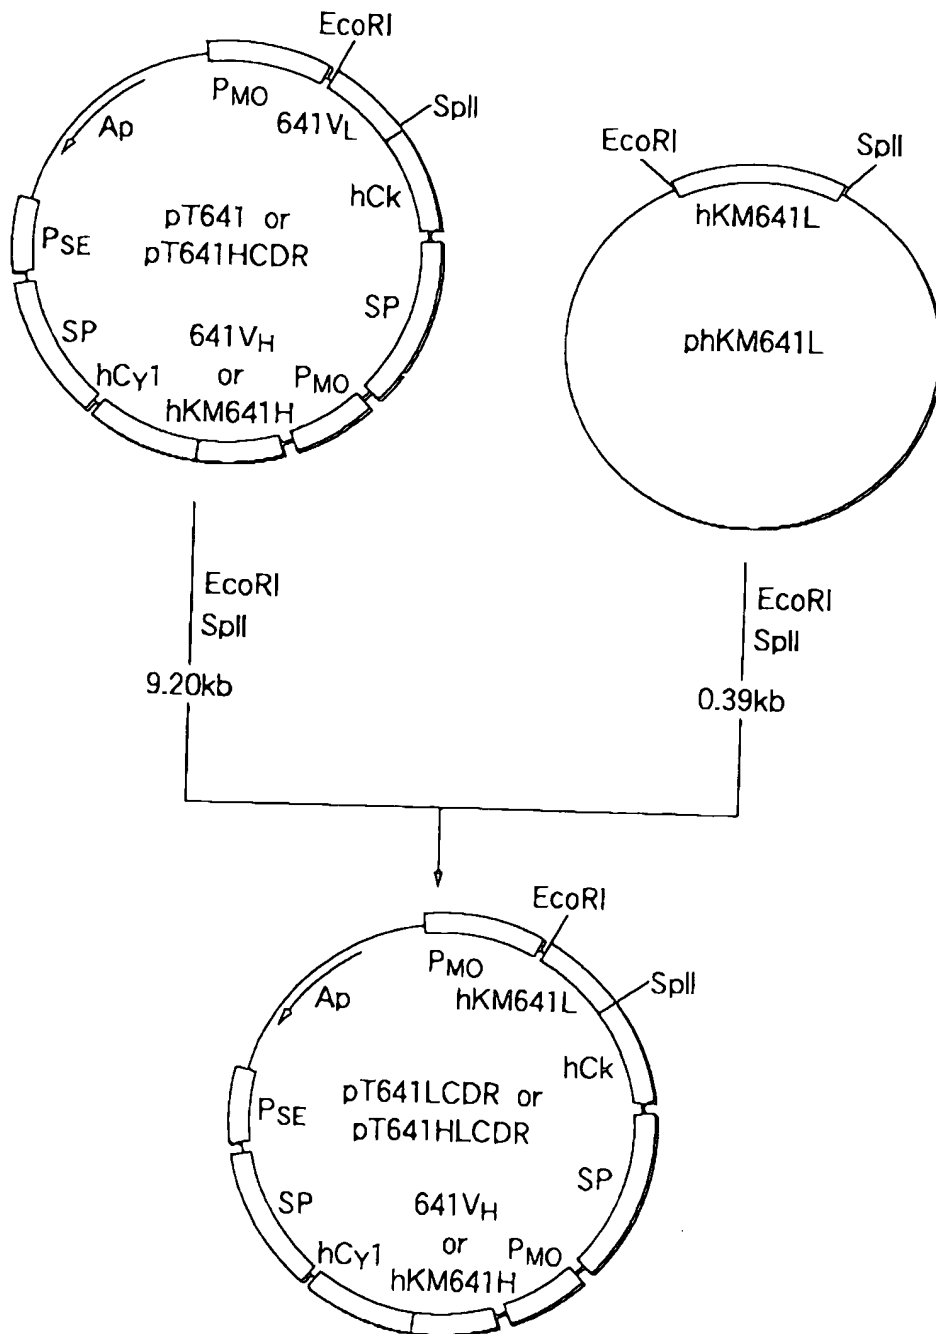 EcoRI
PMO
641VL
SplI
Ap
hCk
pT641 or
pT641HCDR
PSE
SP
SP
641VH
or
hKM641H
hCγ1
PMO
EcoRI
SplI
hKM641L
phKM641L
EcoRI
SplI
9.20kb
EcoRI
SplI
0.39kb
EcoRI
PMO
hKM641L
SplI
Ap
hCk
pT641LCDR or
pT641HLCDR
PSE
SP
SP
641VH
or
hKM641H
hCγ1
PMO